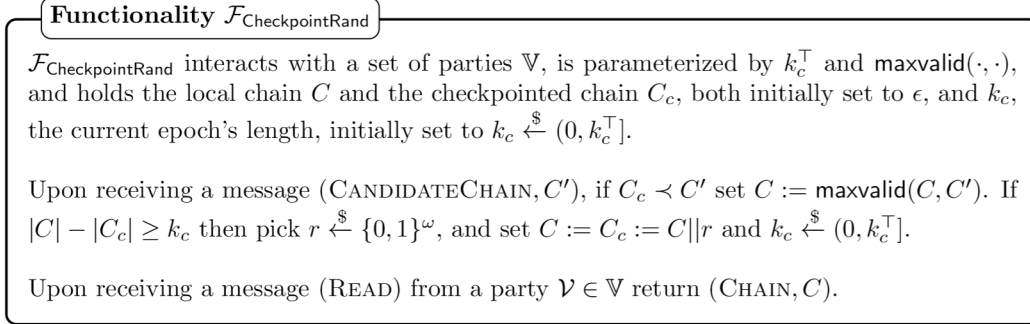 Functionality 𝓕_CheckpointRand
𝓕_CheckpointRand interacts with a set of parties 𝕍, is parameterized by k_c^⊤ and maxvalid(·, ·),
and holds the local chain C and the checkpointed chain C_c, both initially set to ϵ, and k_c,
the current epoch's length, initially set to k_c ←^$ (0, k_c^⊤].
Upon receiving a message (CANDIDATECHAIN, C′), if C_c ≺ C′ set C := maxvalid(C, C′). If
|C| − |C_c| ≥ k_c then pick r ←^$ {0, 1}^ω, and set C := C_c := C||r and k_c ←^$ (0, k_c^⊤].
Upon receiving a message (READ) from a party 𝒱 ∈ 𝕍 return (CHAIN, C).